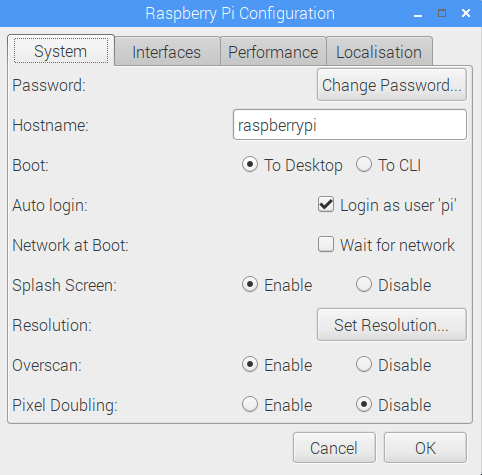 Raspberry Pi Configuration
System Interfaces Performance Localisation
Password: Change Password...
Hostname: raspberrypi
Boot: To Desktop To CLI
Auto login: Login as user 'pi'
Network at Boot: Wait for network
Splash Screen: Enable Disable
Resolution: Set Resolution...
Overscan: Enable Disable
Pixel Doubling: Enable Disable
Cancel OK